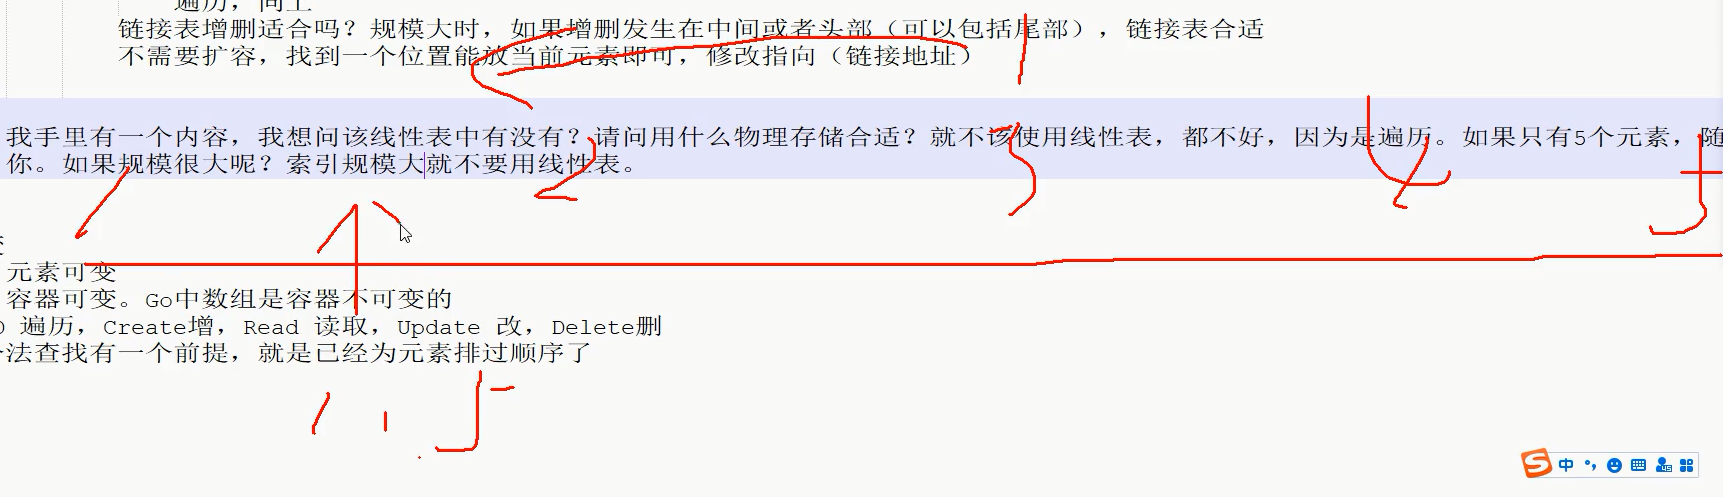 遍历，同上
链接表增删适合吗？规模大时，如果增删发生在中间或者头部（可以包括尾部），链接表合适
不需要扩容，找到一个位置能放当前元素即可，修改指向（链接地址）
我手里有一个内容，我想问该线性表中有没有？请问用什么物理存储合适？就不该使用线性表，都不好，因为是遍历。如果只有5个元素，随
你。如果规模很大呢？索引规模大就不要用线性表。
元素可变
容器可变。Go中数组是容器不可变的
遍历，Create增，Read 读取，Update 改，Delete删
法查找有一个前提，就是已经为元素排过顺序了
中